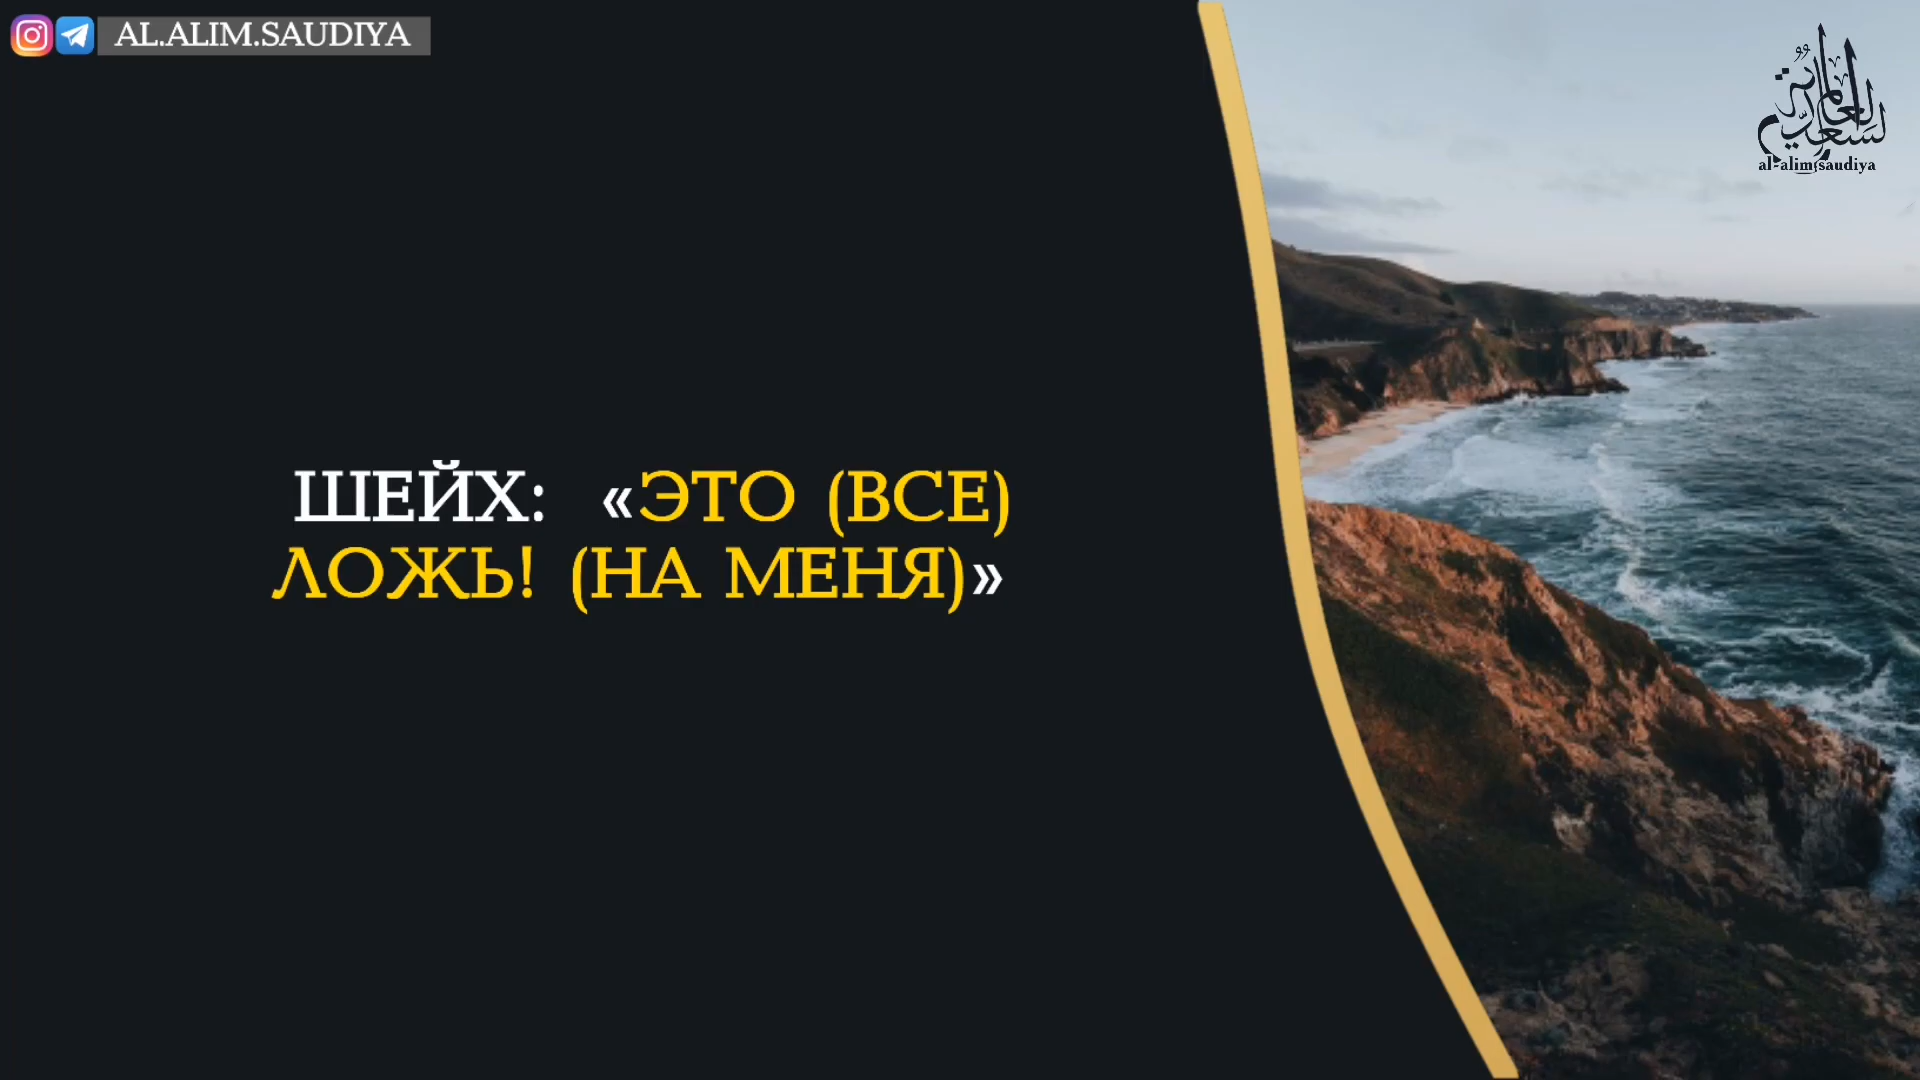 AL.ALIM.SAUDIYA
al-alim saudiya
ШЕЙХ: «ЭТО (ВСЕ)
ЛОЖЬ! (НА МЕНЯ)»